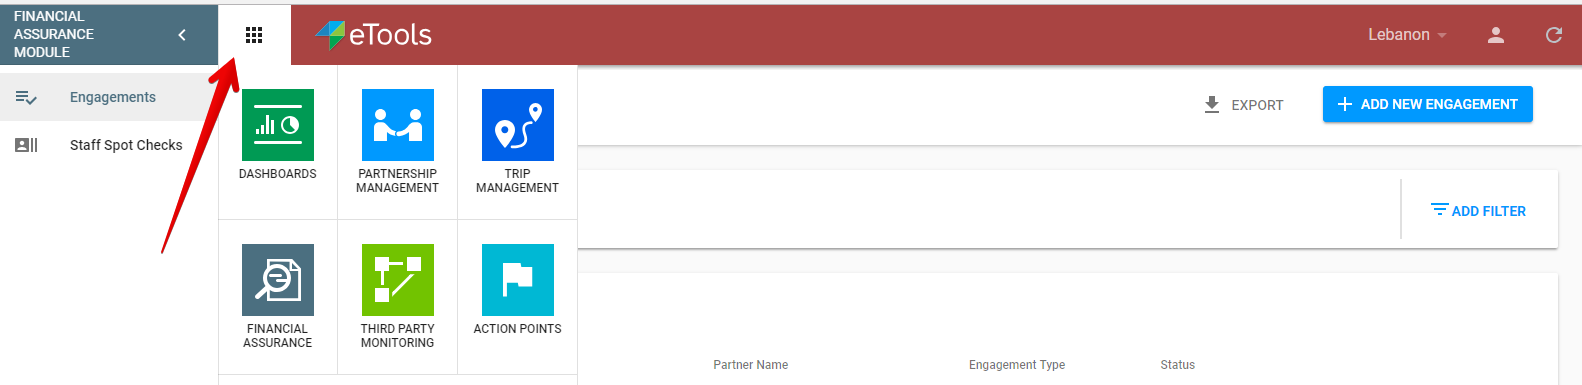 FINANCIAL
ASSURANCE
MODULE
eTools
Lebanon
Engagements
Staff Spot Checks
EXPORT
ADD NEW ENGAGEMENT
DASHBOARDS
PARTNERSHIP
MANAGEMENT
TRIP
MANAGEMENT
ADD FILTER
FINANCIAL
ASSURANCE
THIRD PARTY
MONITORING
ACTION POINTS
Partner Name
Engagement Type
Status